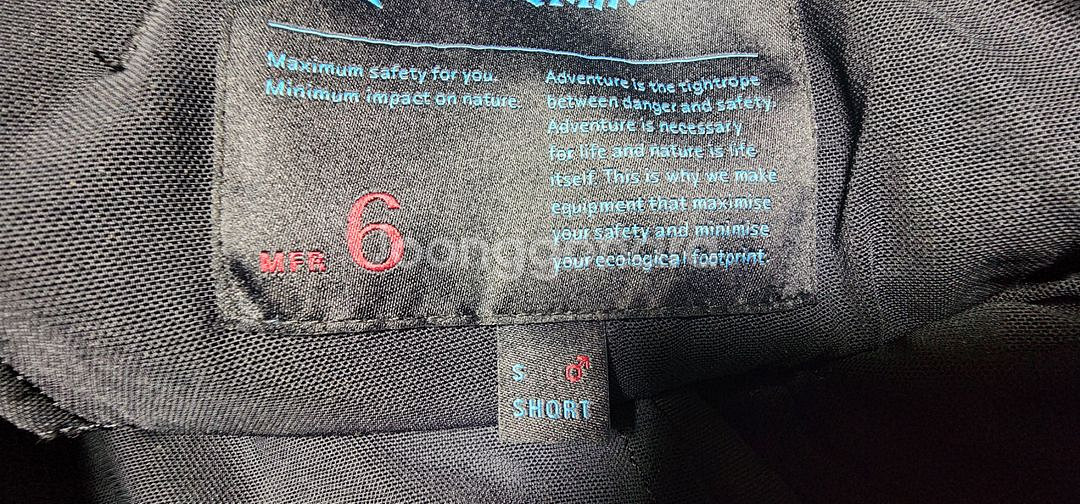 Maximum safety for you.
Minimum impact on nature.
Adventure is the tightrope
between danger and safety.
Adventure is necessary
for life and nature is life
itself. This is why we make
equipment that maximise
your safety and minimise
your ecological footprint.
MFR 6
S ♂
SHORT